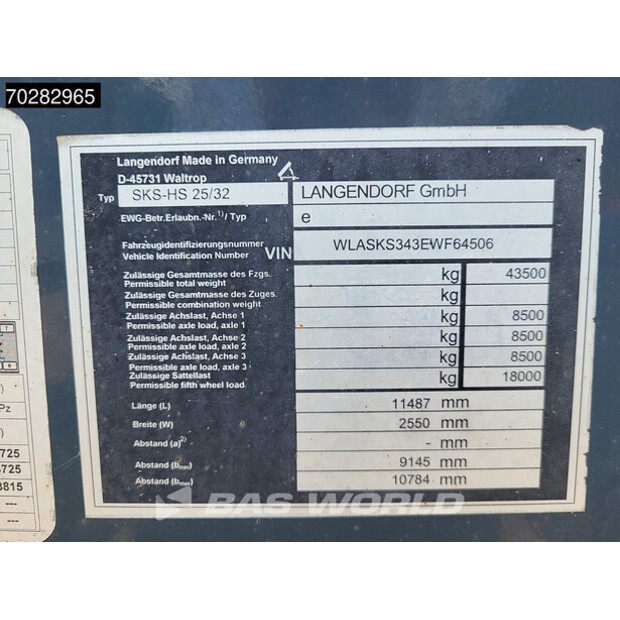 70282965
Langendorf Made in Germany
D-45731 Waltrop
Typ SKS-HS 25/32 LANGENDORF GmbH
EWG-Betr.Erlaubn.-Nr.1)/ Typ e
Fahrzeugidentifizierungsnummer
Vehicle Identification Number VIN WLASKS343EWF64506
Zulässige Gesamtmasse des Fzgs.
Permissible total weight kg 43500
Zulässige Gesamtmasse des Zuges.
Permissible combination weight kg
Zulässige Achslast, Achse 1
Permissible axle load, axle 1 kg 8500
Zulässige Achslast, Achse 2
Permissible axle load, axle 2 kg 8500
Zulässige Achslast, Achse 3
Permissible axle load, axle 3 kg 8500
Zulässige Sattellast
Permissible fifth wheel load kg 18000
Länge (L) 11487 mm
Breite (W) 2550 mm
Abstand (a2) - mm
Abstand (bmin) 9145 mm
Abstand (bmax) 10784 mm
BAS WORLD
Pz
725
725
8815
---
---